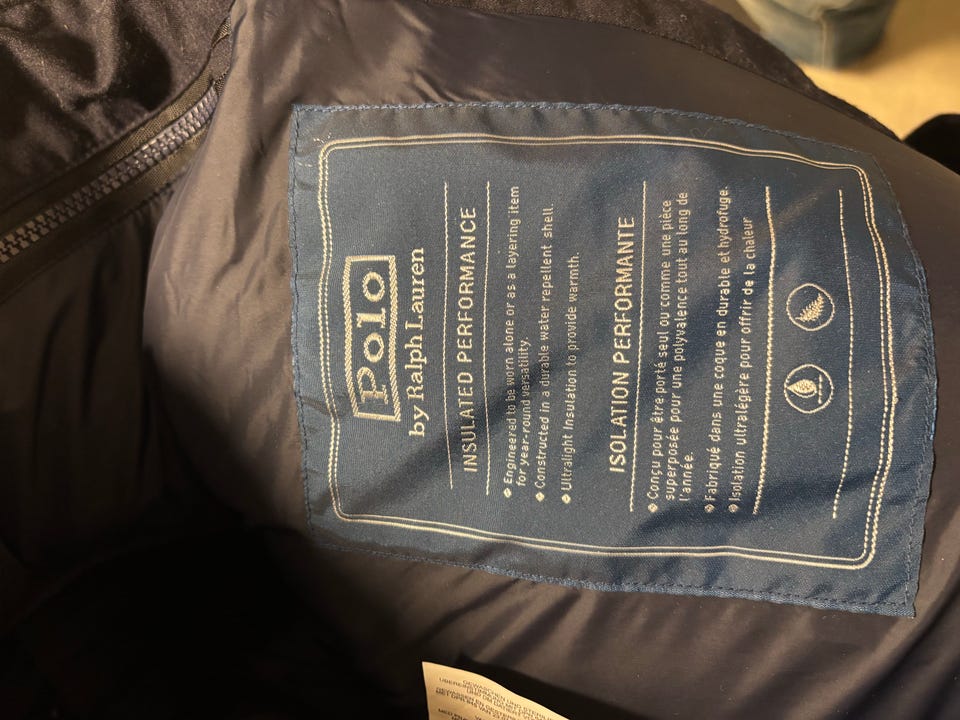 Polo
by Ralph Lauren
INSULATED PERFORMANCE
Engineered to be worn alone or as a layering item
for year-round versatility.
Constructed in a durable water repellent shell.
Ultralight Insulation to provide warmth.
ISOLATION PERFORMANTE
Conçu pour être porté seul ou comme une pièce
superposée pour une polyvalence tout au long de
l'année.
Fabriqué dans une coque en durable et hydrofuge.
Isolation ultralégère pour offrir de la chaleur
GEWASCHEN UND STERIL